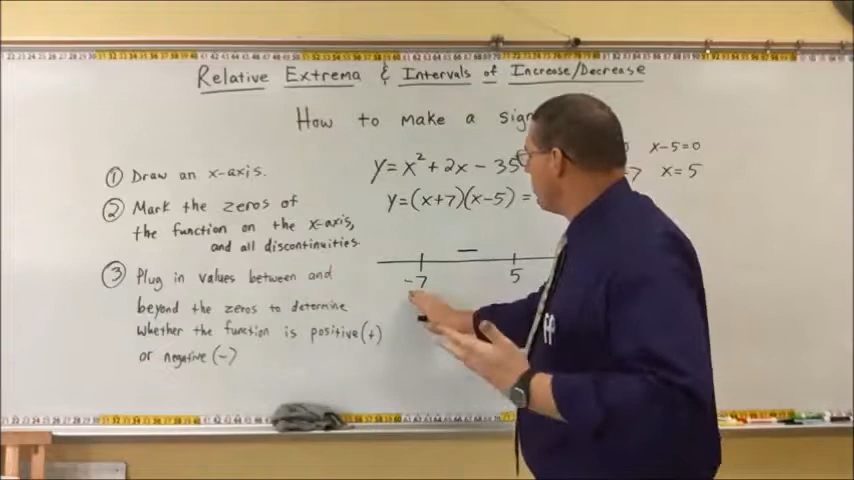 Relative Extrema & Intervals of Increase/Decrease
How to make a sign
① Draw an x-axis.
② Mark the zeros of
the function on the x-axis,
and all discontinuities.
③ Plug in values between and
beyond the zeros to determine
whether the function is positive(+)
or negative(-)
y=x²+2x-35
y=(x+7)(x-5)=
x-5=0
x=5
−
-7 5